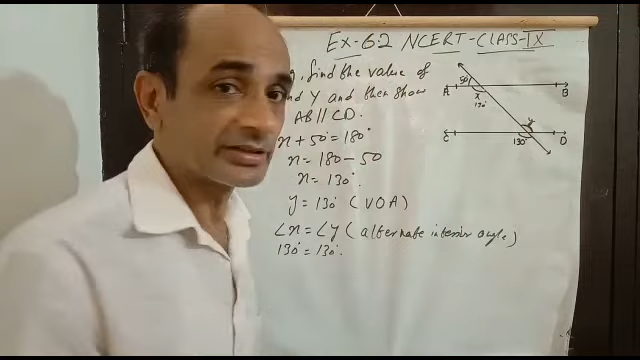 Ex-6.2 NCERT-CLASS-IX
find the value of
nd Y and then show
AB // CD.
x + 50° = 180°
x = 180 - 50
x = 130°.
y = 130° (VOA)
∠x = ∠y (alternate interior angle)
130° = 130°.
50°
A
B
x
130°
y
C
130°
D